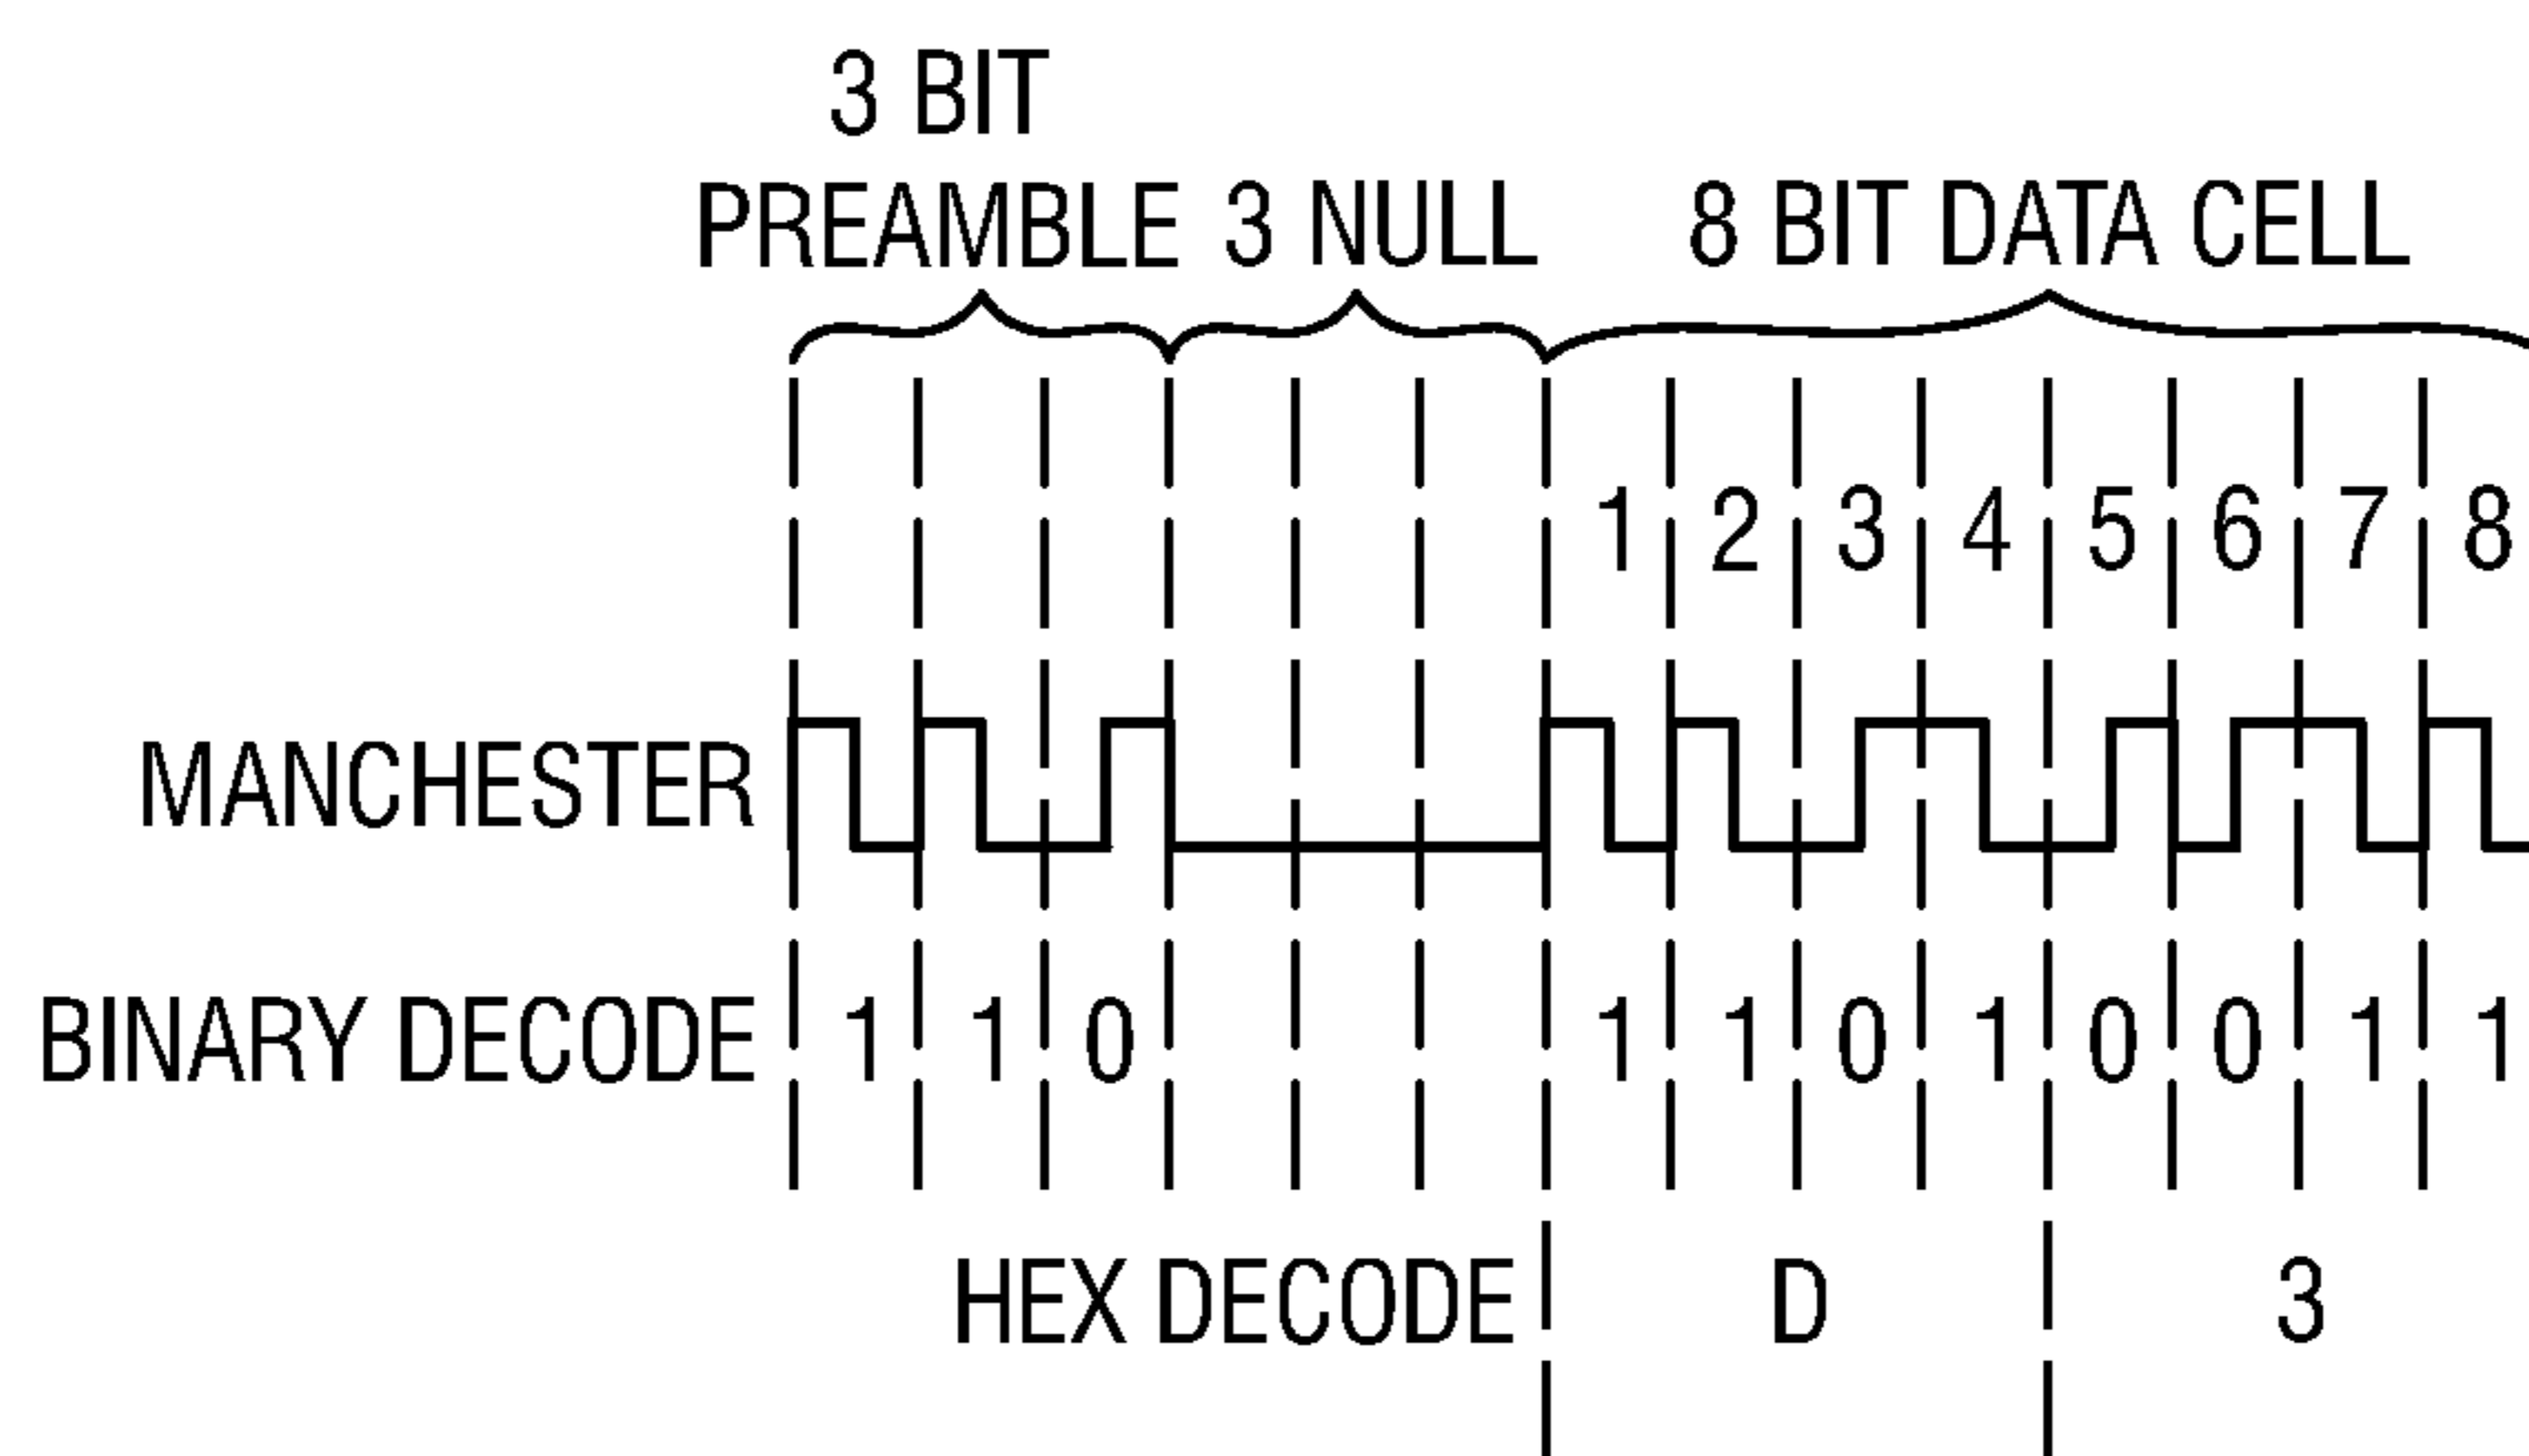 3 BIT
PREAMBLE 3 NULL 8 BIT DATA CELL
1 2 3 4 5 6 7 8
MANCHESTER
BINARY DECODE 1 1 0 1 1 0 1 0 0 1 1
HEX DECODE D 3